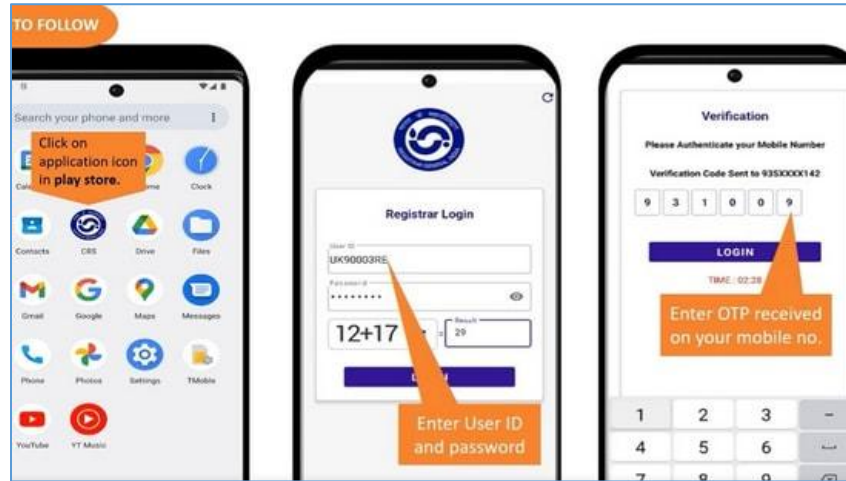 TO FOLLOW
Search your phone and more
Click on
application icon
in play store.
Clock
Contacts
CRS
Drive
Files
Gmail
Google
Maps
Messages
Phone
Photos
Settings
TMobile
YouTube
YT Music
Registrar Login
User ID
UK90003RE
Password
12+17
=
Result
29
Enter User ID
and password
Verification
Please Authenticate your Mobile Number
Verification Code Sent to 935XXXX142
9 3 1 0 0 9
LOGIN
TIME : 02:28
Enter OTP received
on your mobile no.
1 2 3 -
4 5 6
7 8 9